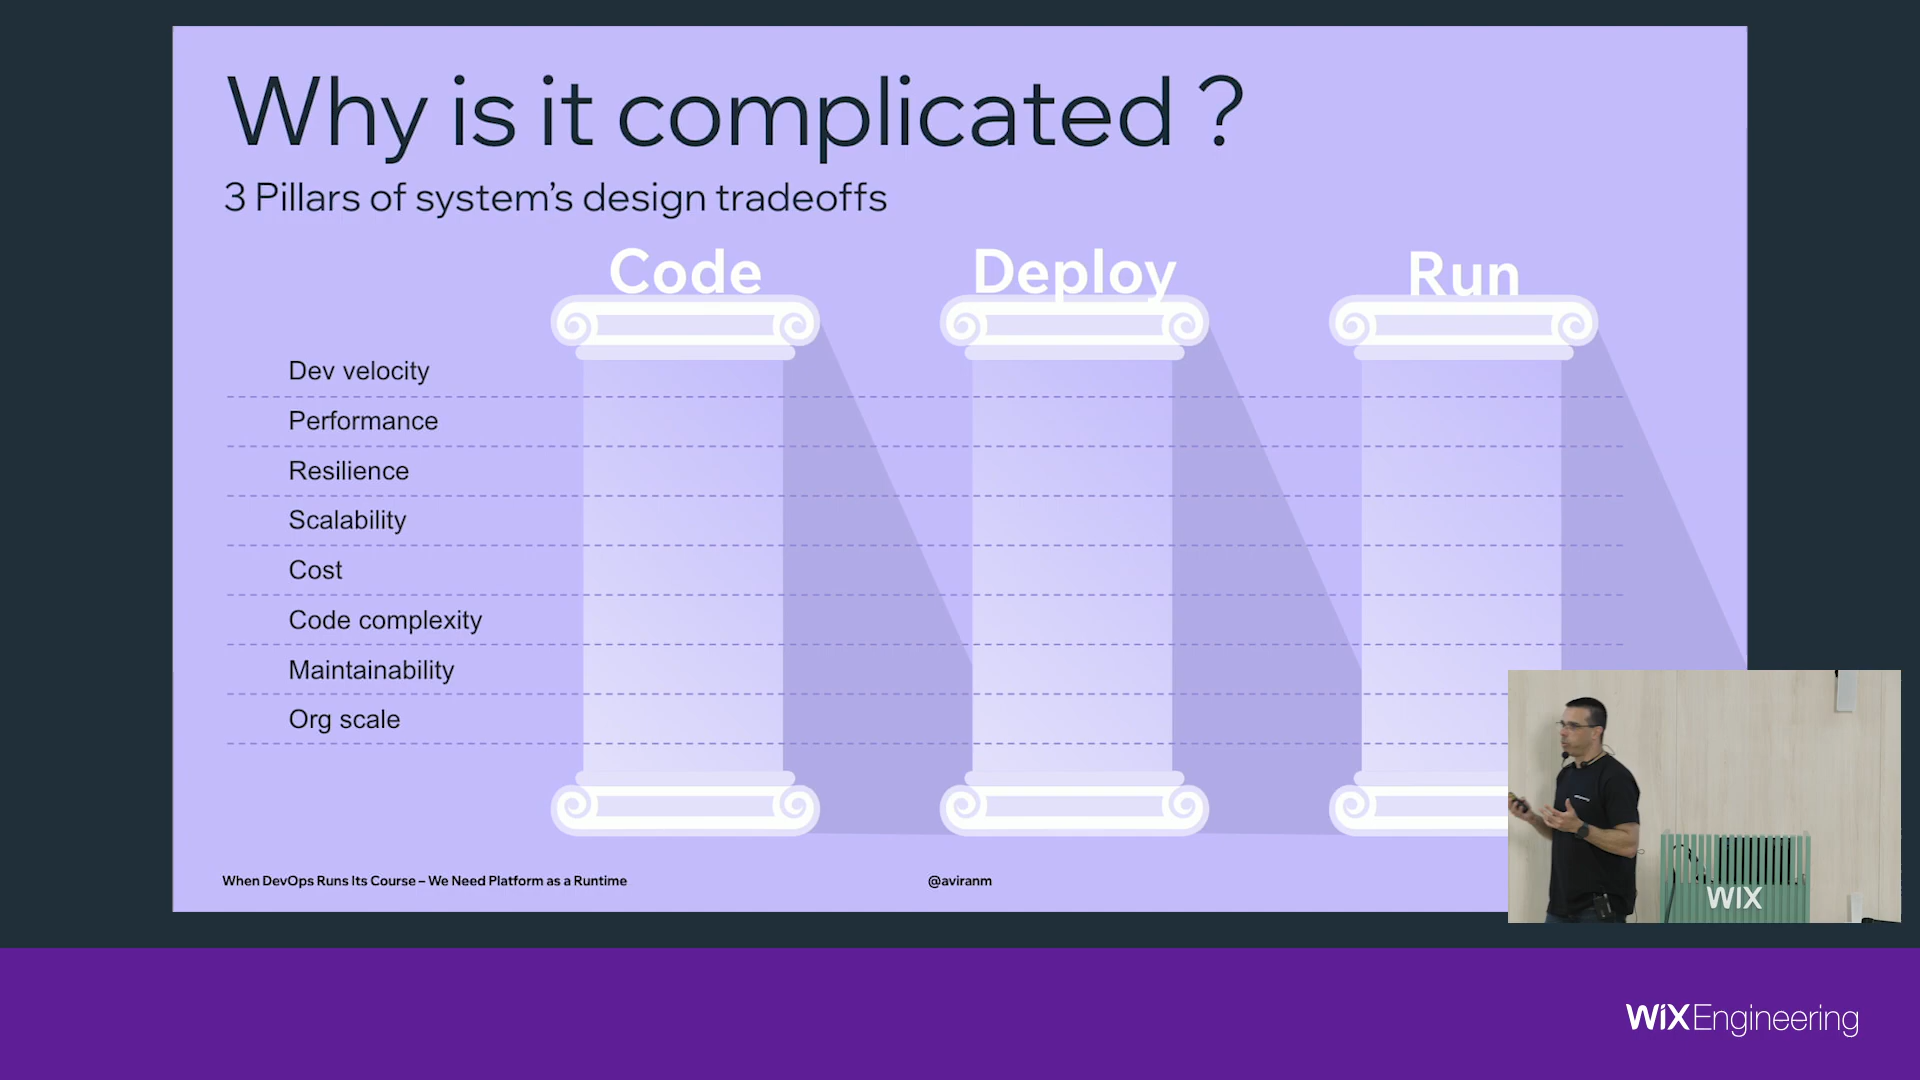 Why is it complicated ?
3 Pillars of system's design tradeoffs
Code
Deploy
Run
Dev velocity
Performance
Resilience
Scalability
Cost
Code complexity
Maintainability
Org scale
When DevOps Runs Its Course – We Need Platform as a Runtime
@aviranm
WIX
WiX Engineering